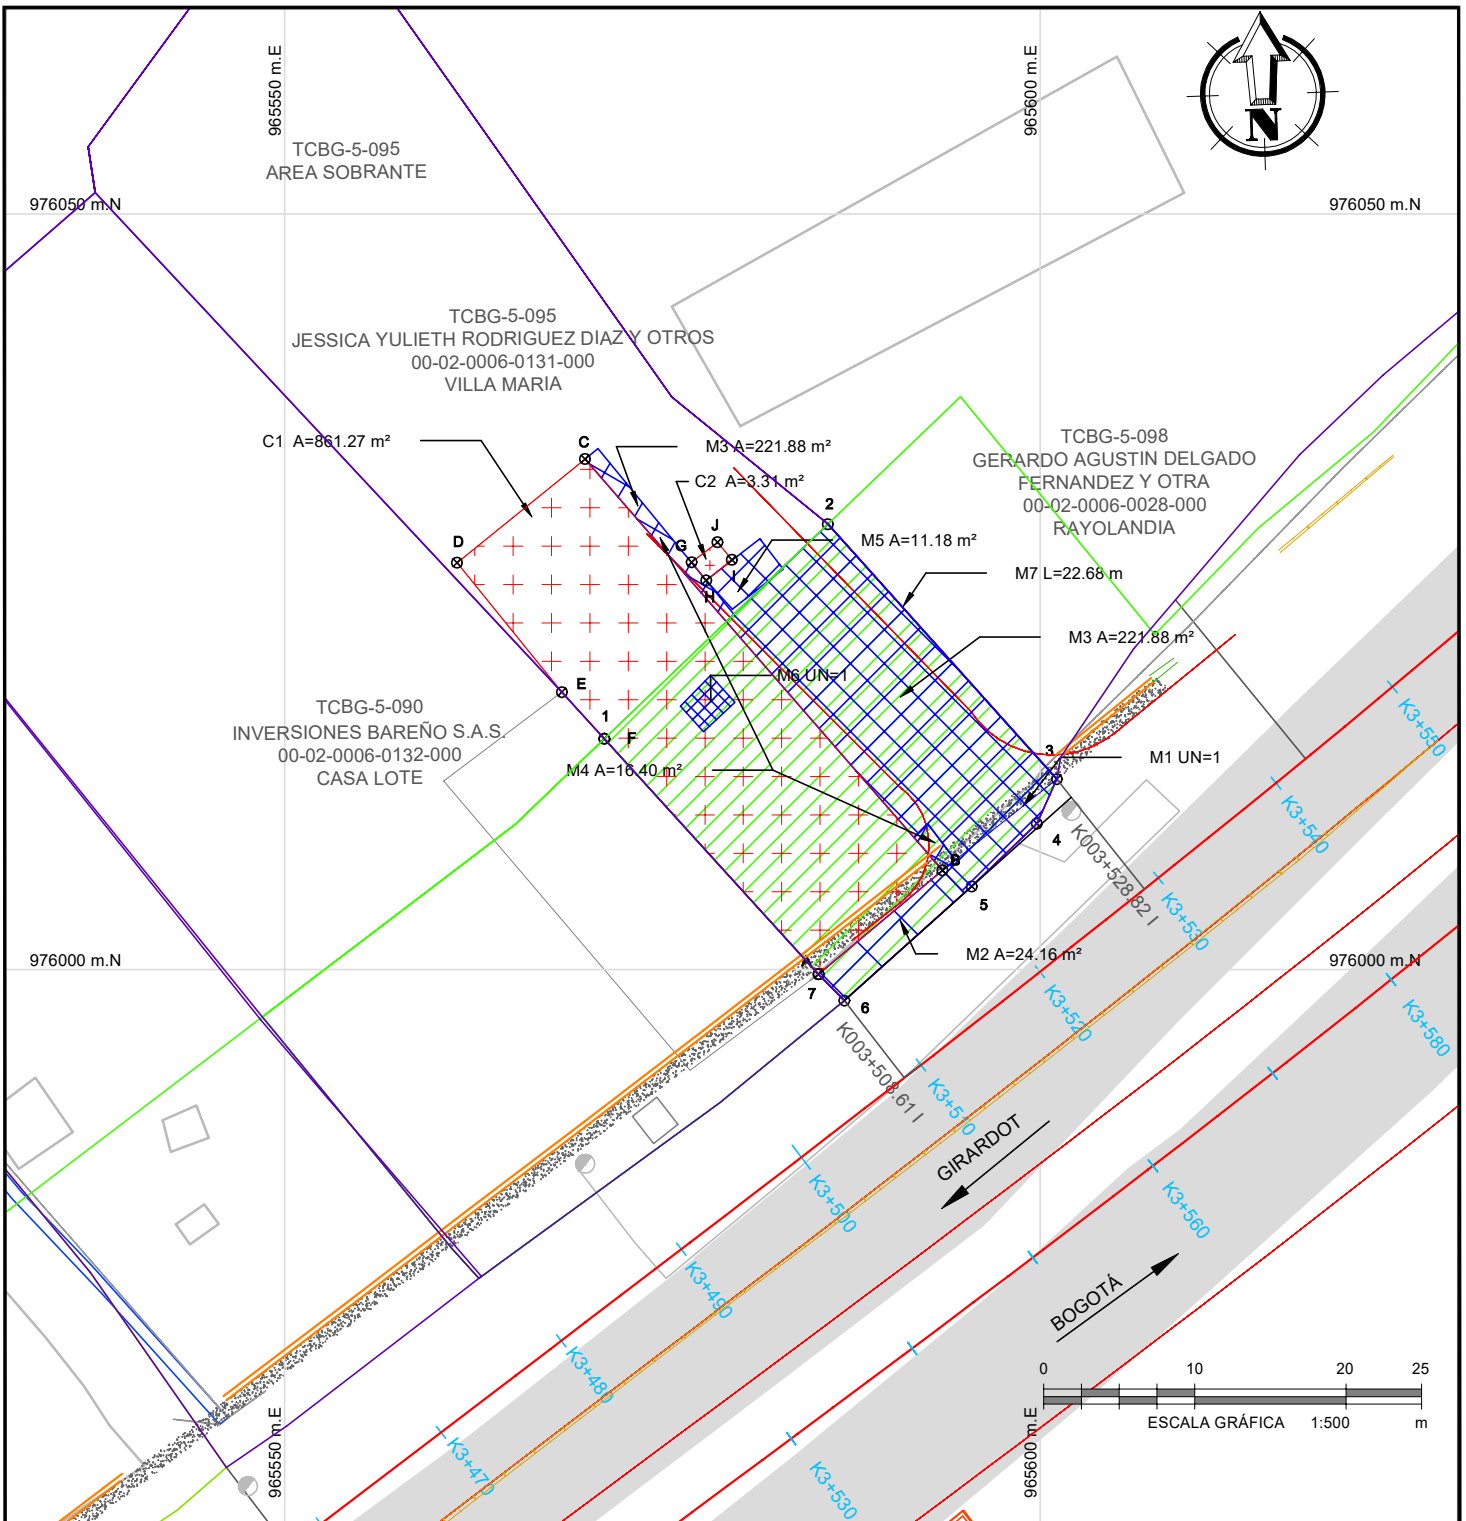 965550 m.E
965600 m.E
N
TCBG-5-095
AREA SOBRANTE
976050 m.N
976050 m.N
TCBG-5-095
JESSICA YULIETH RODRIGUEZ DIAZ Y OTROS
00-02-0006-0131-000
VILLA MARIA
C1 A=861.27 m²
C
M3 A=221.88 m²
C2 A=3.31 m²
TCBG-5-098
GERARDO AGUSTIN DELGADO
FERNANDEZ Y OTRA
00-02-0006-0028-000
RAYOLANDIA
2
J
M5 A=11.18 m²
D
G
I
H
M7 L=22.68 m
M3 A=221.88 m²
M6 UN=1
E
TCBG-5-090
INVERSIONES BAREÑO S.A.S.
00-02-0006-0132-000
CASA LOTE
1
F
M4 A=16.40 m²
3
M1 UN=1
K3+550
4
K3+540
B
K003+528.82 I
5
K3+530
M2 A=24.16 m²
976000 m.N
976000 m.N
7
6
K3+520
K3+580
K003+508.61 I
K3+510
GIRARDOT
K3+500
K3+560
K3+490
BOGOTÁ
K3+480
0 10 20 25
ESCALA GRÁFICA 1:500 m
965550 m.E
965600 m.E
K3+470
K3+530